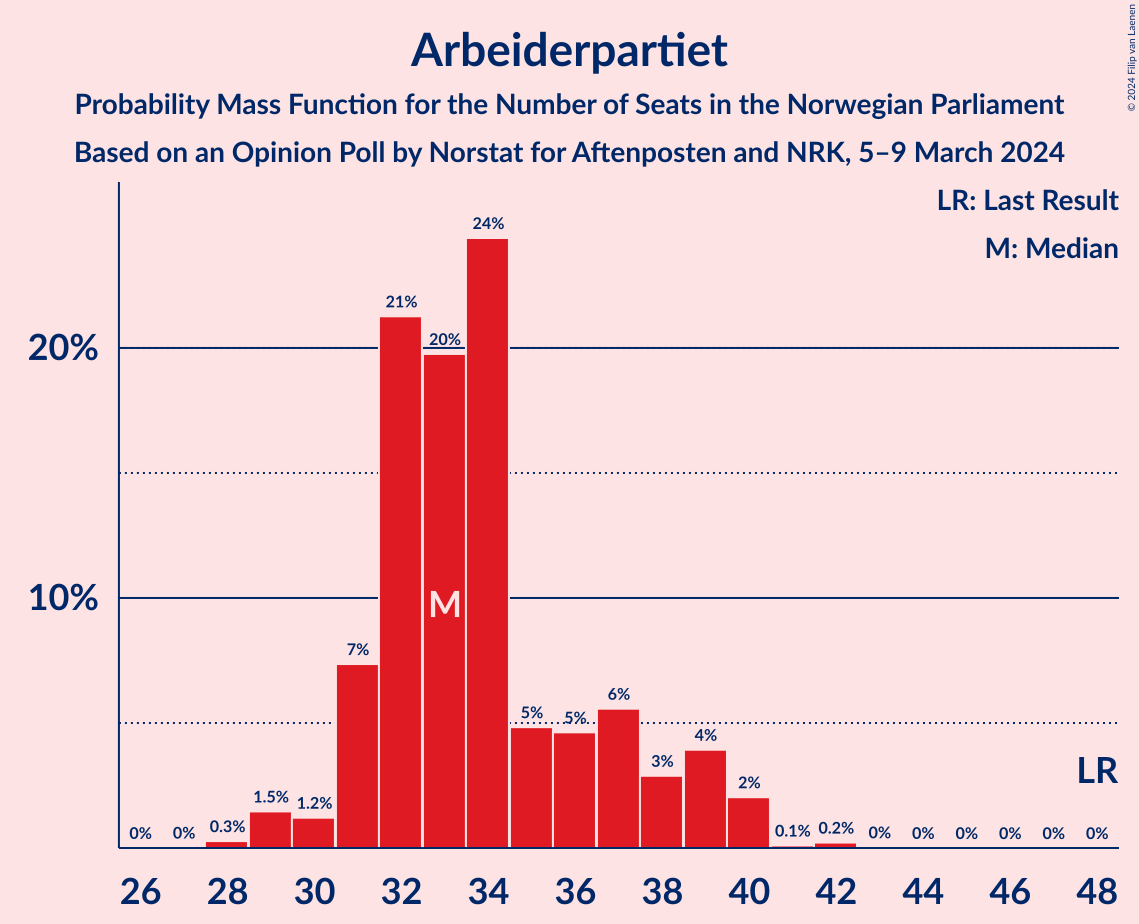 Arbeiderpartiet
Probability Mass Function for the Number of Seats in the Norwegian Parliament
Based on an Opinion Poll by Norstat for Aftenposten and NRK, 5–9 March 2024
© 2024 Filip van Laenen
LR: Last Result
M: Median
20%
10%
0% 0% 0.3% 1.5% 1.2% 7% 21% 20% 24% 5% 5% 6% 3% 4% 2% 0.1% 0.2% 0% 0% 0% 0% 0% 0%
M
LR
26 28 30 32 34 36 38 40 42 44 46 48